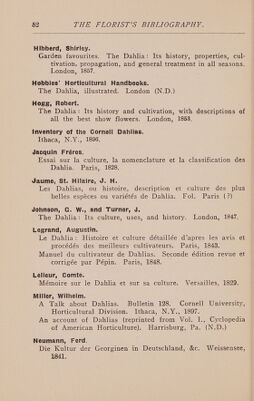 82 THE FLORIST'S BIBLIOGRAPHY.
Hibberd, Shirley.
Garden favourites. The Dahlia: Its history, properties, cul-
tivation, propagation, and general treatment in all seasons.
London, 1857.
Hobbies' Horticultural Handbooks.
The Dahlia, illustrated. London (N.D.)
Hogg, Robert.
The Dahlia: Its history and cultivation, with descriptions of
all the best show flowers. London, 1853.
Inventory of the Cornell Dahlias.
Ithaca, N.Y., 1896.
Jacquin Fréres.
Essai sur la culture, la nomenclature et la classification des
Dahlia. Paris, 1828.
Jaume, St. Hilaire, J. H.
Les Dahlias, ou histoire, description et culture des plus
belles espèces ou variétés de Dahlia. Fol. Paris (?)
Johnson, C. W., and Turner, J.
The Dahlia: Its culture, uses, and history. London, 1847.
Legrand, Augustin.
Le Dahlia: Histoire et culture détaillée d'apres les avis et
procédés des meilleurs cultivateurs. Paris, 1843.
Manuel du cultivateur de Dahlias. Seconde édition revue et
corrigée par Pépin. Paris, 1848.
Lelieur, Comte.
Mémoire sur le Dahlia et sur sa culture. Versailles, 1829.
Miller, Wilhelm.
A Talk about Dahlias. Bulletin 128. Cornell University,
Horticultural Division. Ithaca, N.Y., 1897.
An account of Dahlias (reprinted from Vol. I., Cyclopedia
of American Horticulture). Harrisburg, Pa. (N.D.)
Neumann, Ferd.
Die Kultur der Georginen in Deutschland, &c. Weissensee,
1841.